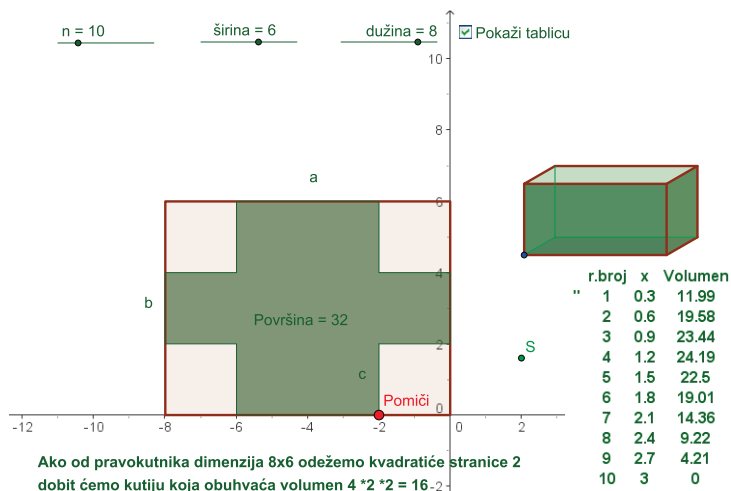 n = 10
širina = 6
dužina = 8
Pokaži tablicu
10
8
6
4
2
0
-2
-12
-10
-8
-6
-4
-2
0
2
a
b
c
Površina = 32
Pomiči
S
r.broj x Volumen
" 1 0.3 11.99
2 0.6 19.58
3 0.9 23.44
4 1.2 24.19
5 1.5 22.5
6 1.8 19.01
7 2.1 14.36
8 2.4 9.22
9 2.7 4.21
10 3 0
Ako od pravokutnika dimenzija 8x6 odežemo kvadratiće stranice 2
dobit ćemo kutiju koja obuhvaća volumen 4 *2 *2 = 16